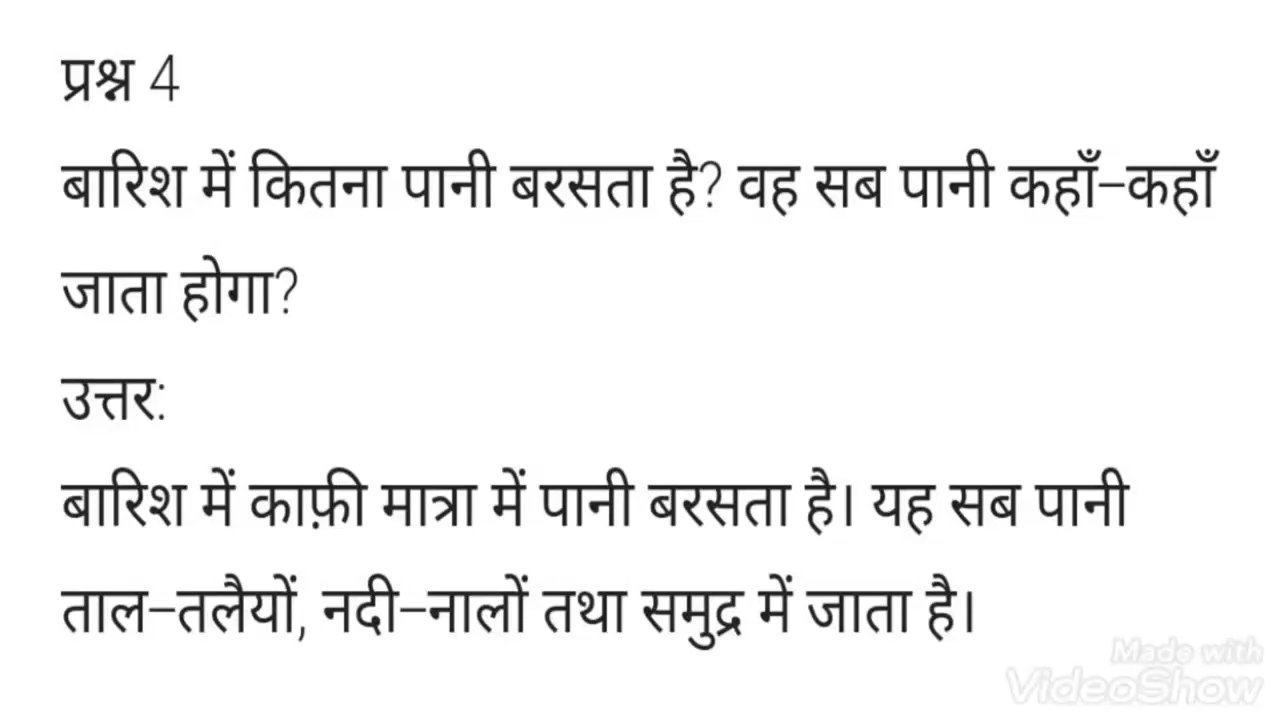 प्रश्न 4
बारिश में कितना पानी बरसता है? वह सब पानी कहाँ-कहाँ
जाता होगा?
उत्तर:
बारिश में काफ़ी मात्रा में पानी बरसता है। यह सब पानी
ताल-तलैयों, नदी-नालों तथा समुद्र में जाता है।
Made with
VideoShow